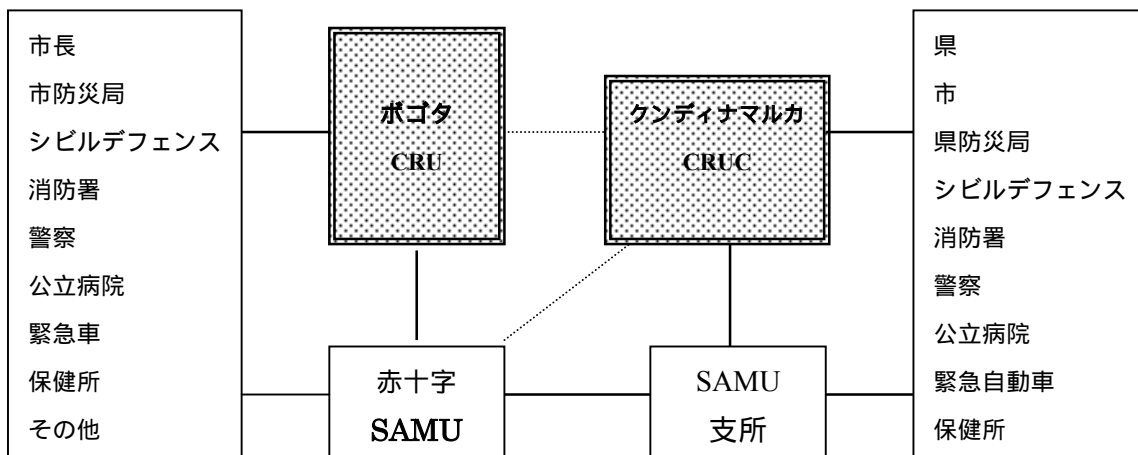 市長
市防災局
シビルデフェンス
消防署
警察
公立病院
緊急車
保健所
その他
ボゴタ
CRU
クンディナマルカ
CRUC
赤十字
SAMU
SAMU
支所
県
市
県防災局
シビルデフェンス
消防署
警察
公立病院
緊急自動車
保健所